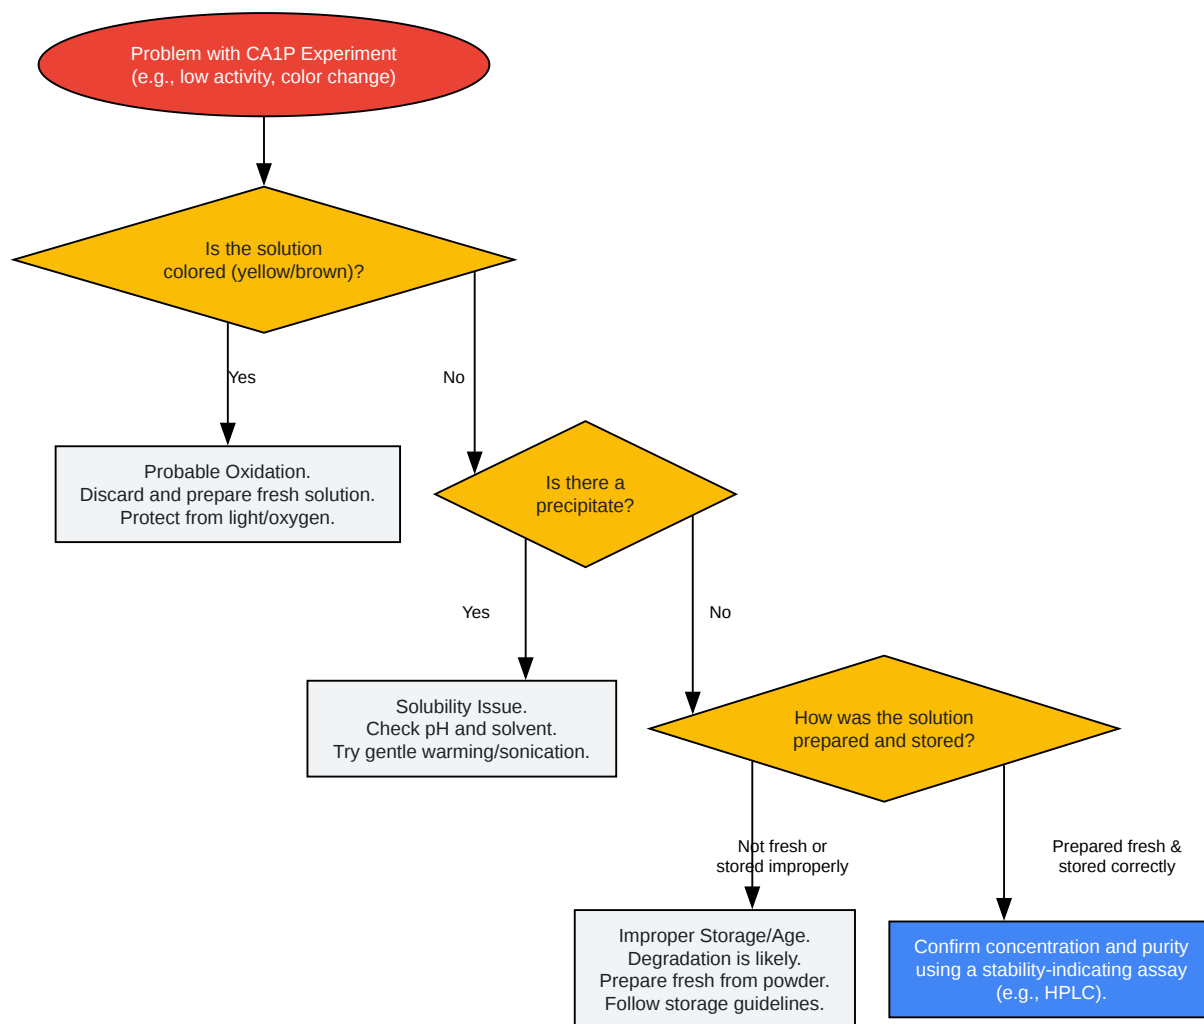 Problem with CA1P Experiment
(e.g., low activity, color change)
Is the solution
colored (yellow/brown)?
Yes
No
Probable Oxidation.
Discard and prepare fresh solution.
Protect from light/oxygen.
Is there a
precipitate?
Yes
No
Solubility Issue.
Check pH and solvent.
Try gentle warming/sonication.
How was the solution
prepared and stored?
Not fresh or
stored improperly
Prepared fresh &
stored correctly
Improper Storage/Age.
Degradation is likely.
Prepare fresh from powder.
Follow storage guidelines.
Confirm concentration and purity
using a stability-indicating assay
(e.g., HPLC).